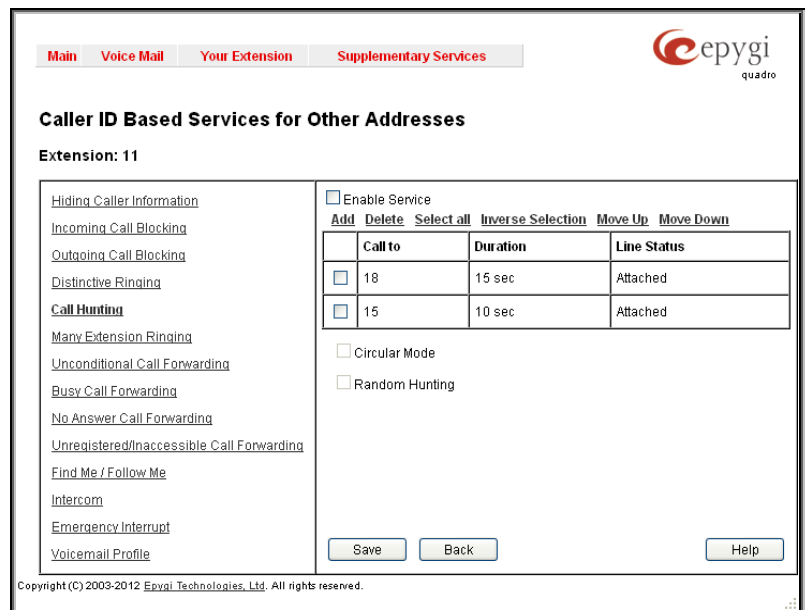 Main Voice Mail Your Extension Supplementary Services
epygi
quadro
Caller ID Based Services for Other Addresses
Extension: 11
Hiding Caller Information
Incoming Call Blocking
Outgoing Call Blocking
Distinctive Ringing
Call Hunting
Many Extension Ringing
Unconditional Call Forwarding
Busy Call Forwarding
No Answer Call Forwarding
Unregistered/Inaccessible Call Forwarding
Find Me / Follow Me
Intercom
Emergency Interrupt
Voicemail Profile
Enable Service
Add Delete Select all Inverse Selection Move Up Move Down
Call to Duration Line Status
18 15 sec Attached
15 10 sec Attached
Circular Mode
Random Hunting
Save Back Help
Copyright (C) 2003-2012 Epygi Technologies, Ltd. All rights reserved.